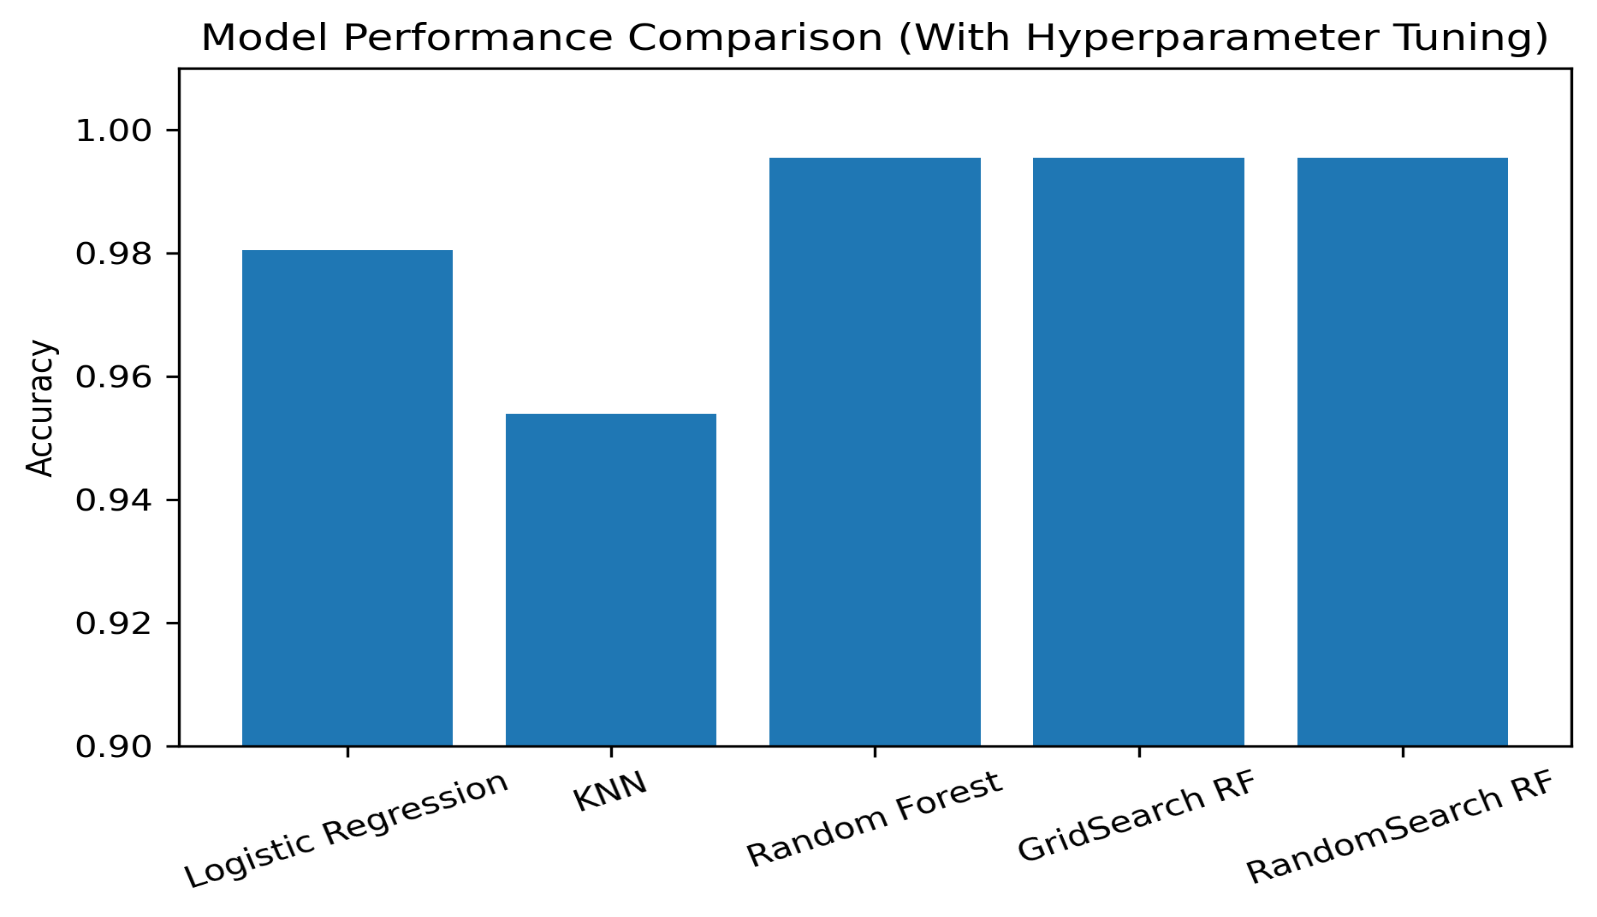 Model Performance Comparison (With Hyperparameter Tuning)
1.00
0.98
0.96
0.94
0.92
0.90
Accuracy
Logistic Regression
KNN
Random Forest
GridSearch RF
RandomSearch RF